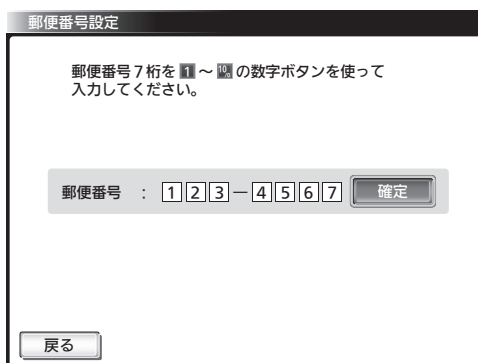 郵便番号設定
郵便番号7桁を 1 ~ 10 の数字ボタンを使って
入力してください。
郵便番号 : 1 2 3 ー 4 5 6 7 確定
戻る